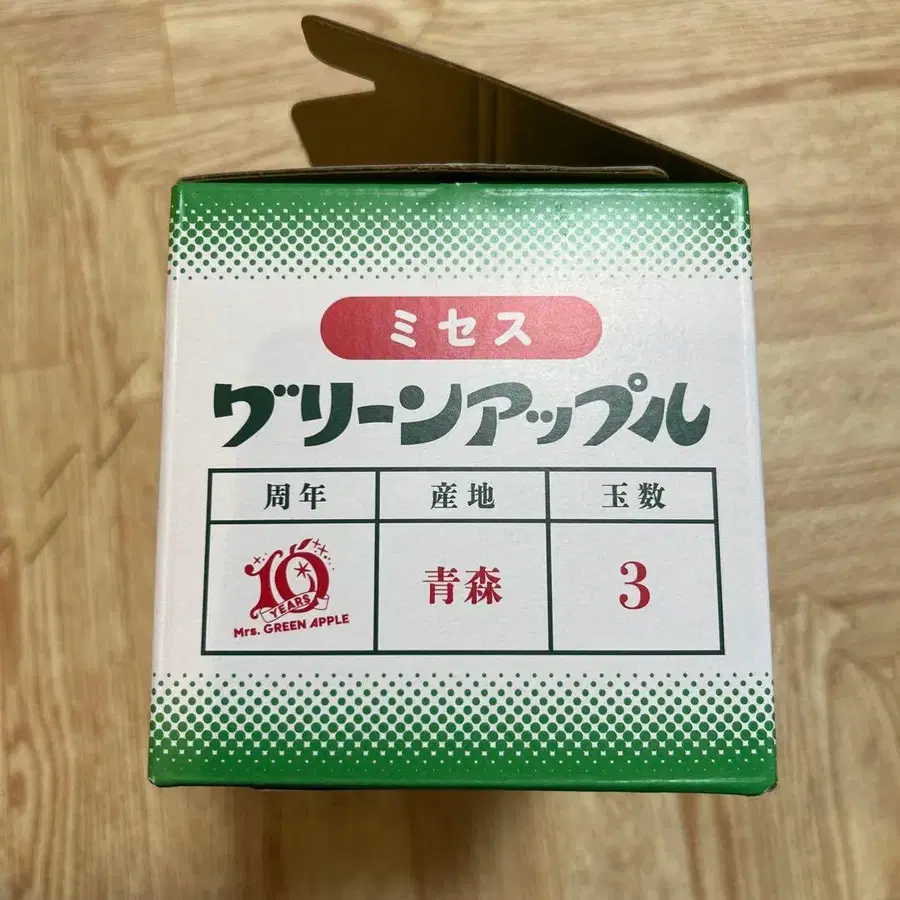 ミセス
グリーンアップル
周年 産地 玉数
10
YEARS
Mrs. GREEN APPLE
青森
3